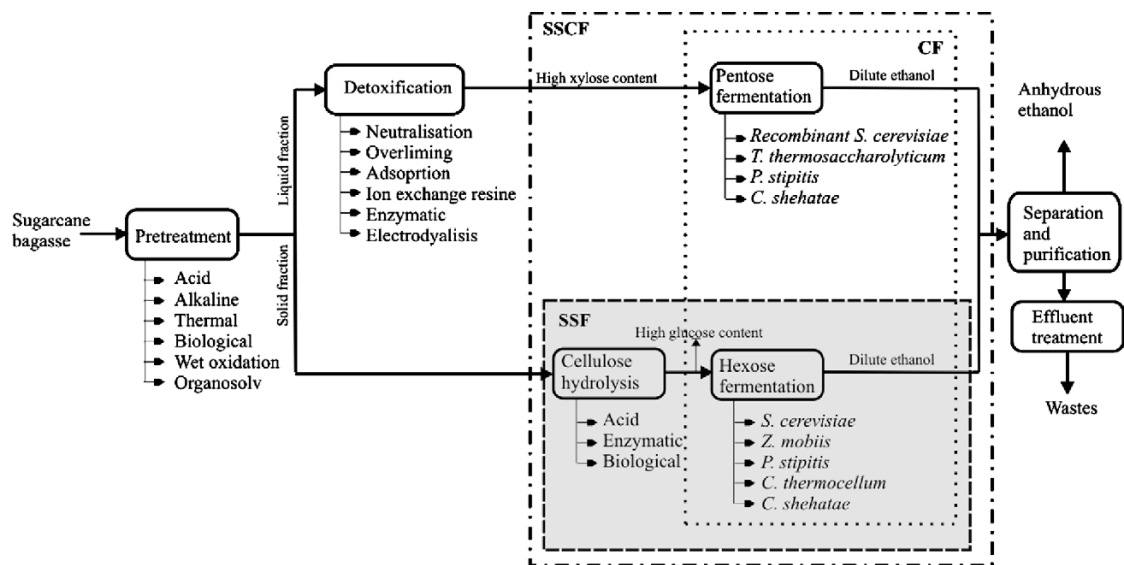 SSCF
CF
Detoxification
High xylose content
Pentose
fermentation
Dilute ethanol
Anhydrous
ethanol
Neutralisation
Overliming
Adsoprtion
Ion exchange resine
Enzymatic
Electrodyalisis
Recombinant S. cerevisiae
T. thermosaccharolyticum
P. stipitis
C. shehatae
Liquid fraction
Sugarcane
bagasse
Pretreatment
Separation
and
purification
Solid fraction
Acid
Alkaline
Thermal
Biological
Wet oxidation
Organosolv
SSF
High glucose content
Cellulose
hydrolysis
Hexose
fermentation
Dilute ethanol
Effluent
treatment
Acid
Enzymatic
Biological
S. cerevisiae
Z. mobiis
P. stipitis
C. thermocellum
C. shehatae
Wastes